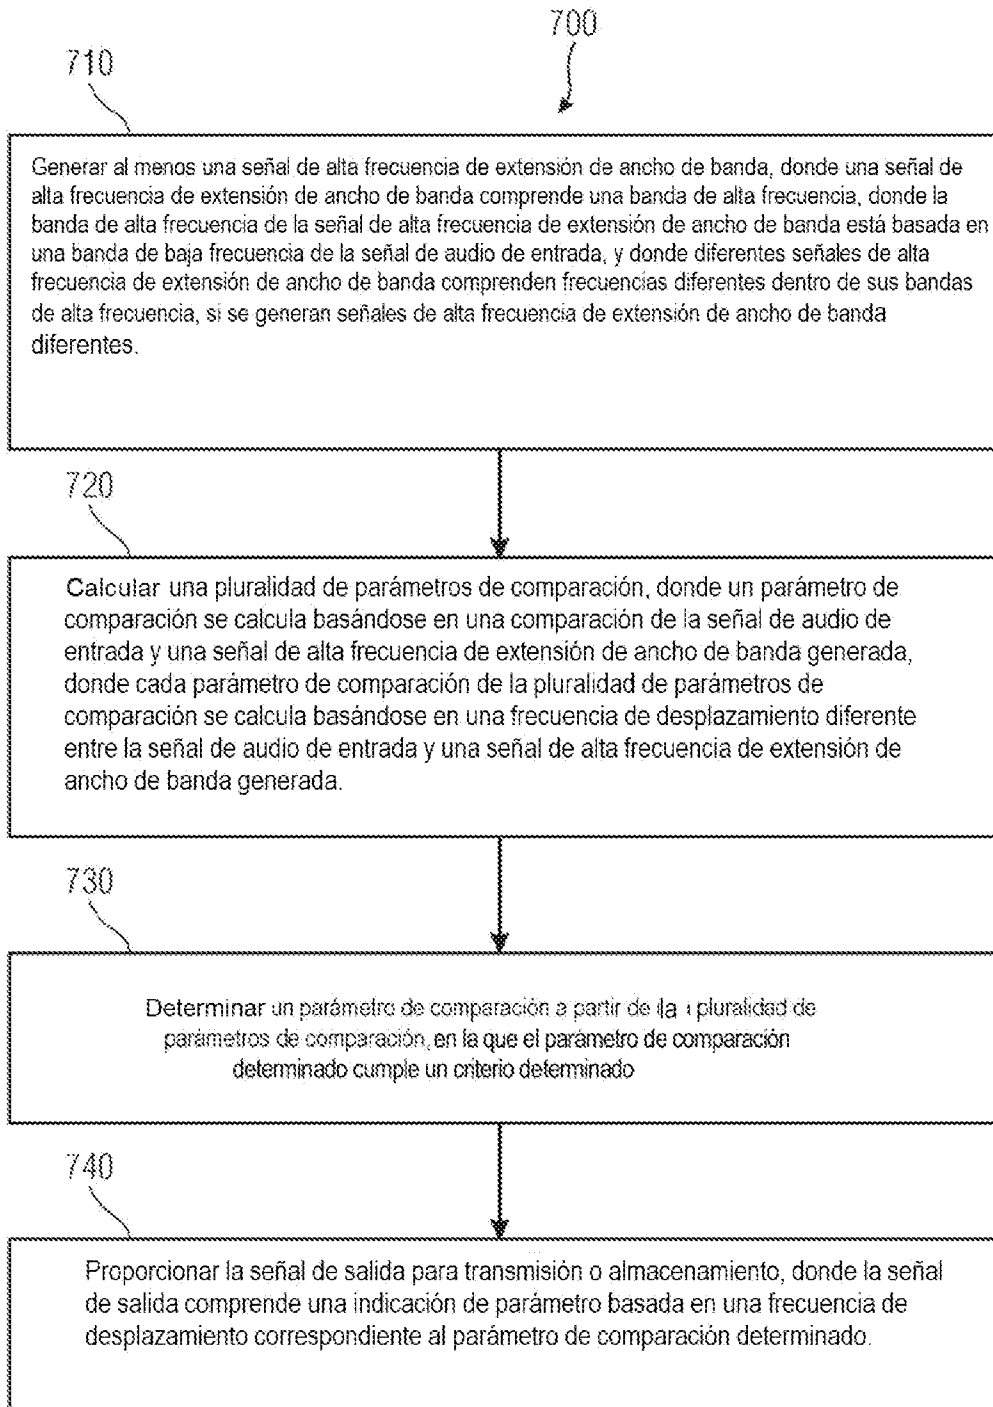 700
710
Generar al menos una señal de alta frecuencia de extensión de ancho de banda, donde una señal de
alta frecuencia de extensión de ancho de banda comprende una banda de alta frecuencia, donde la
banda de alta frecuencia de la señal de alta frecuencia de extensión de ancho de banda está basada en
una banda de baja frecuencia de la señal de audio de entrada, y donde diferentes señales de alta
frecuencia de extensión de ancho de banda comprenden frecuencias diferentes dentro de sus bandas
de alta frecuencia, si se generan señales de alta frecuencia de extensión de ancho de banda
diferentes.
720
Calcular una pluralidad de parámetros de comparación, donde un parámetro de
comparación se calcula basándose en una comparación de la señal de audio de
entrada y una señal de alta frecuencia de extensión de ancho de banda generada,
donde cada parámetro de comparación de la pluralidad de parámetros de
comparación se calcula basándose en una frecuencia de desplazamiento diferente
entre la señal de audio de entrada y una señal de alta frecuencia de extensión de
ancho de banda generada.
730
Determinar un parámetro de comparación a partir de la pluralidad de
parámetros de comparación, en la que el parámetro de comparación
determinado cumple un criterio determinado
740
Proporcionar la señal de salida para transmisión o almacenamiento, donde la señal
de salida comprende una indicación de parámetro basada en una frecuencia de
desplazamiento correspondiente al parámetro de comparación determinado.